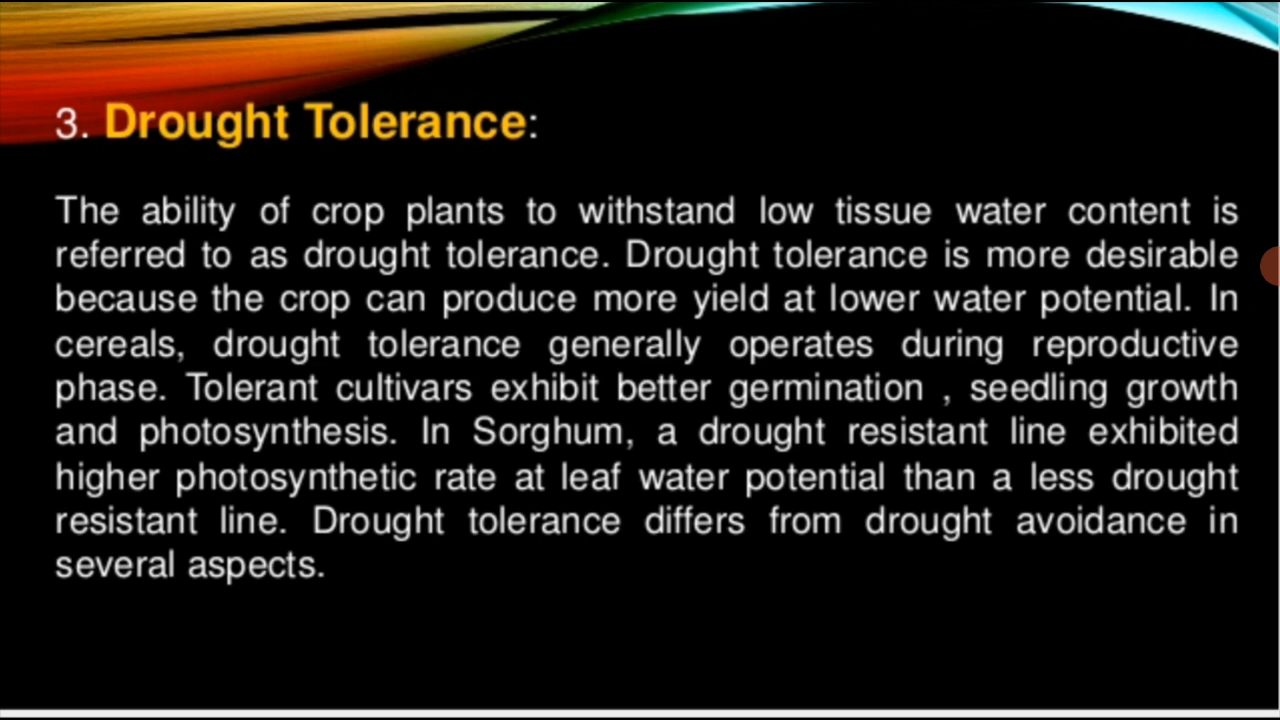 3. Drought Tolerance:
The ability of crop plants to withstand low tissue water content is
referred to as drought tolerance. Drought tolerance is more desirable
because the crop can produce more yield at lower water potential. In
cereals, drought tolerance generally operates during reproductive
phase. Tolerant cultivars exhibit better germination , seedling growth
and photosynthesis. In Sorghum, a drought resistant line exhibited
higher photosynthetic rate at leaf water potential than a less drought
resistant line. Drought tolerance differs from drought avoidance in
several aspects.